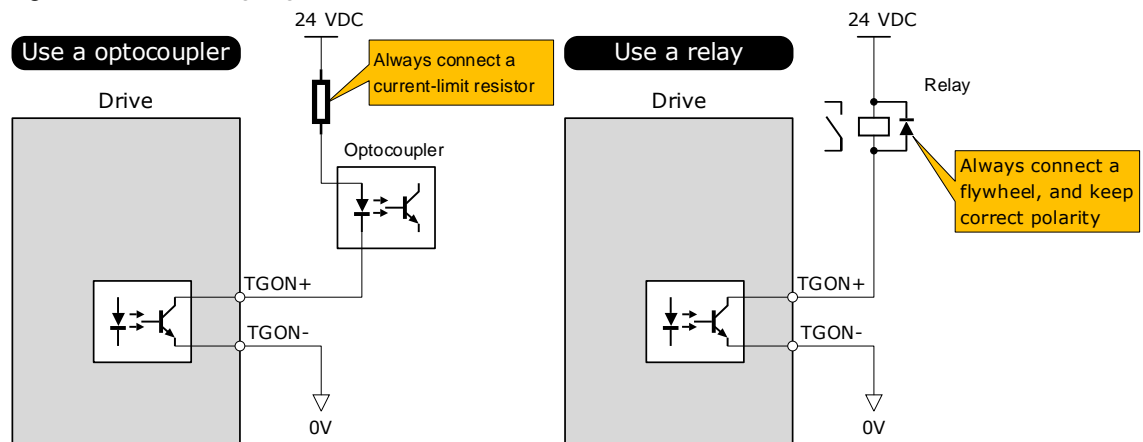 24 VDC
Use a optocoupler
Always connect a
current-limit resistor
Drive
Optocoupler
TGON+
TGON-
0V
24 VDC
Use a relay
Relay
Drive
Always connect a
flywheel, and keep
correct polarity
TGON+
TGON-
0V